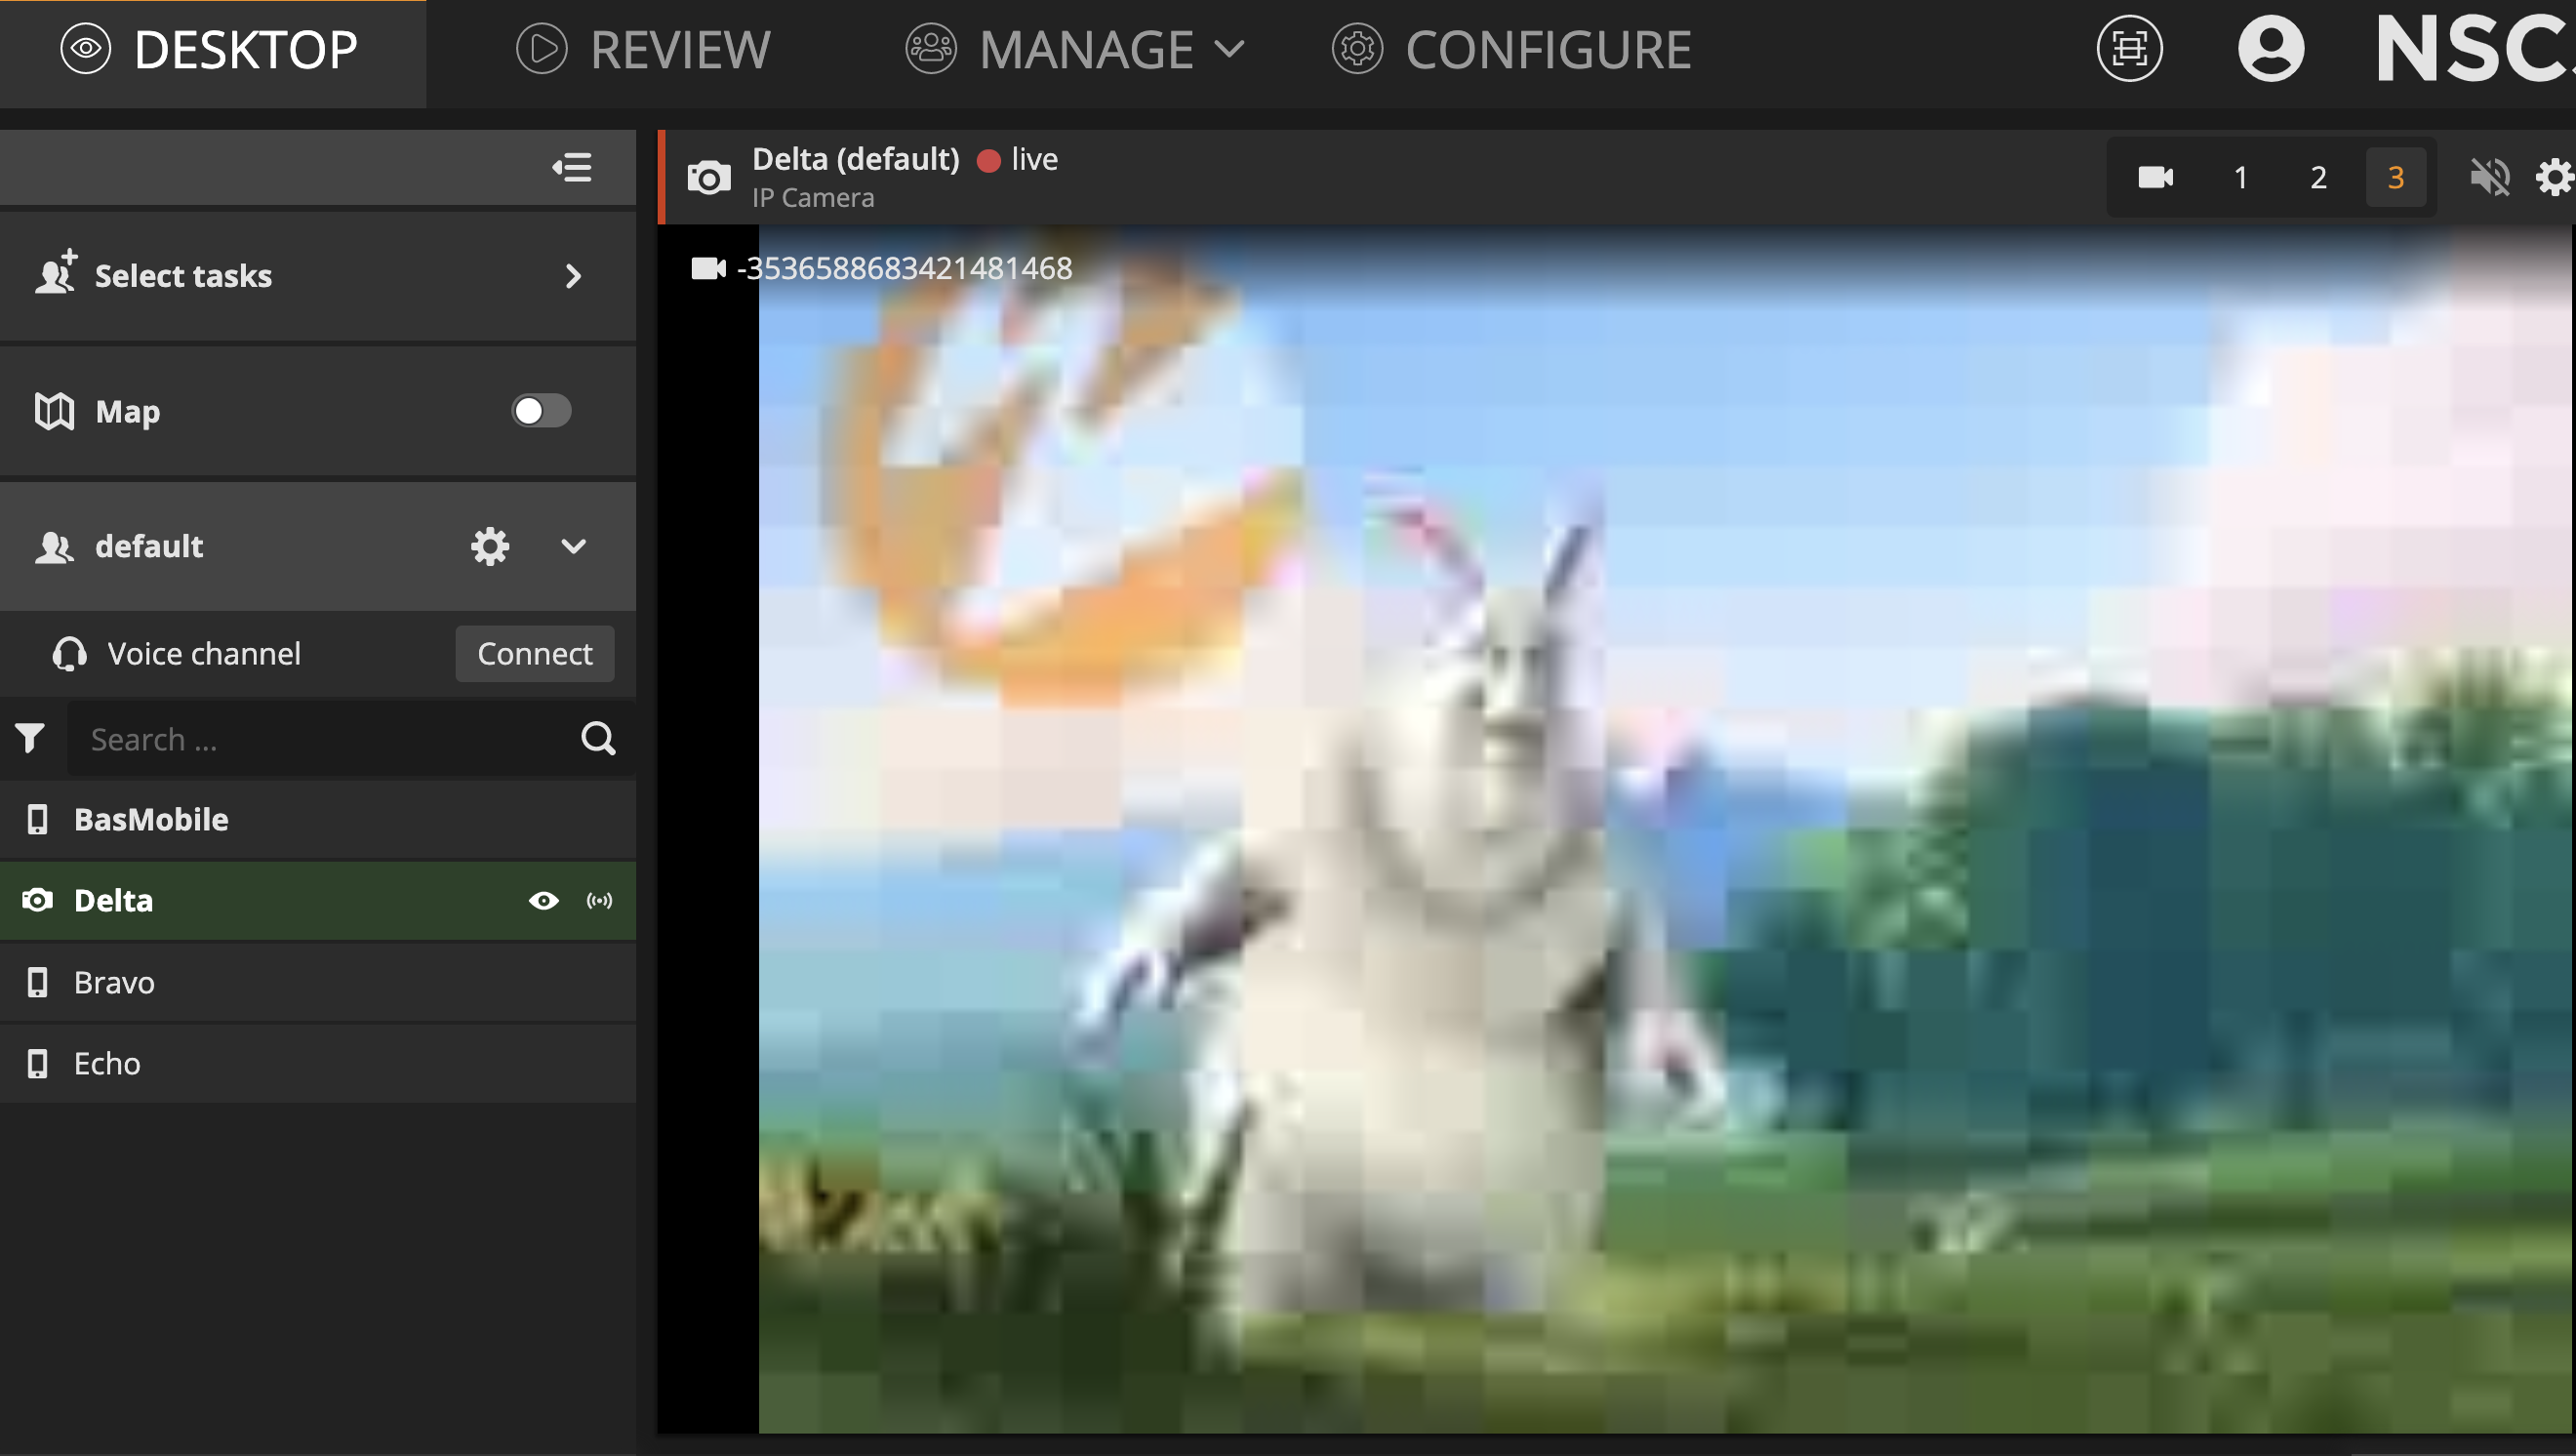 DESKTOP REVIEW MANAGE CONFIGURE NSC
Select tasks
Map
default
Voice channel Connect
Search ...
BasMobile
Delta
Bravo
Echo
Delta (default) live
IP Camera
1 2 3
-3536588683421481468